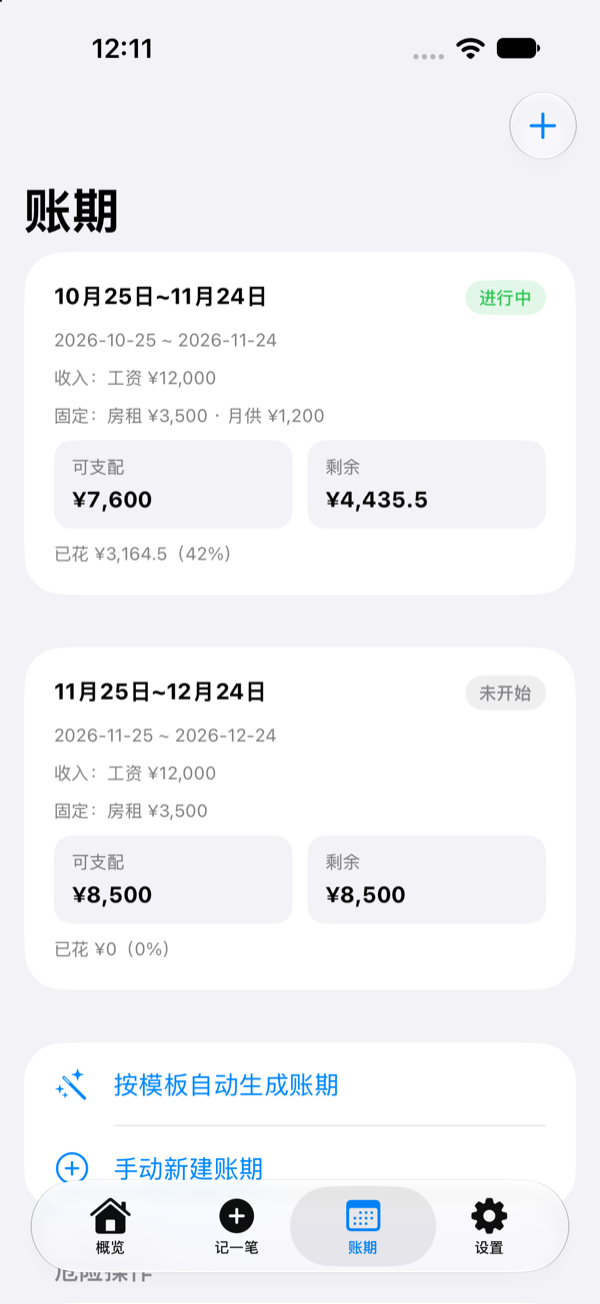 12:11
账期
10月25日~11月24日
进行中
2026-10-25 ~ 2026-11-24
收入：工资 ¥12,000
固定：房租 ¥3,500 · 月供 ¥1,200
可支配
剩余
¥7,600
¥4,435.5
已花 ¥3,164.5（42%）
11月25日~12月24日
未开始
2026-11-25 ~ 2026-12-24
收入：工资 ¥12,000
固定：房租 ¥3,500
可支配
剩余
¥8,500
¥8,500
已花 ¥0（0%）
按模板自动生成账期
手动新建账期
概览
记一笔
账期
设置
危险操作